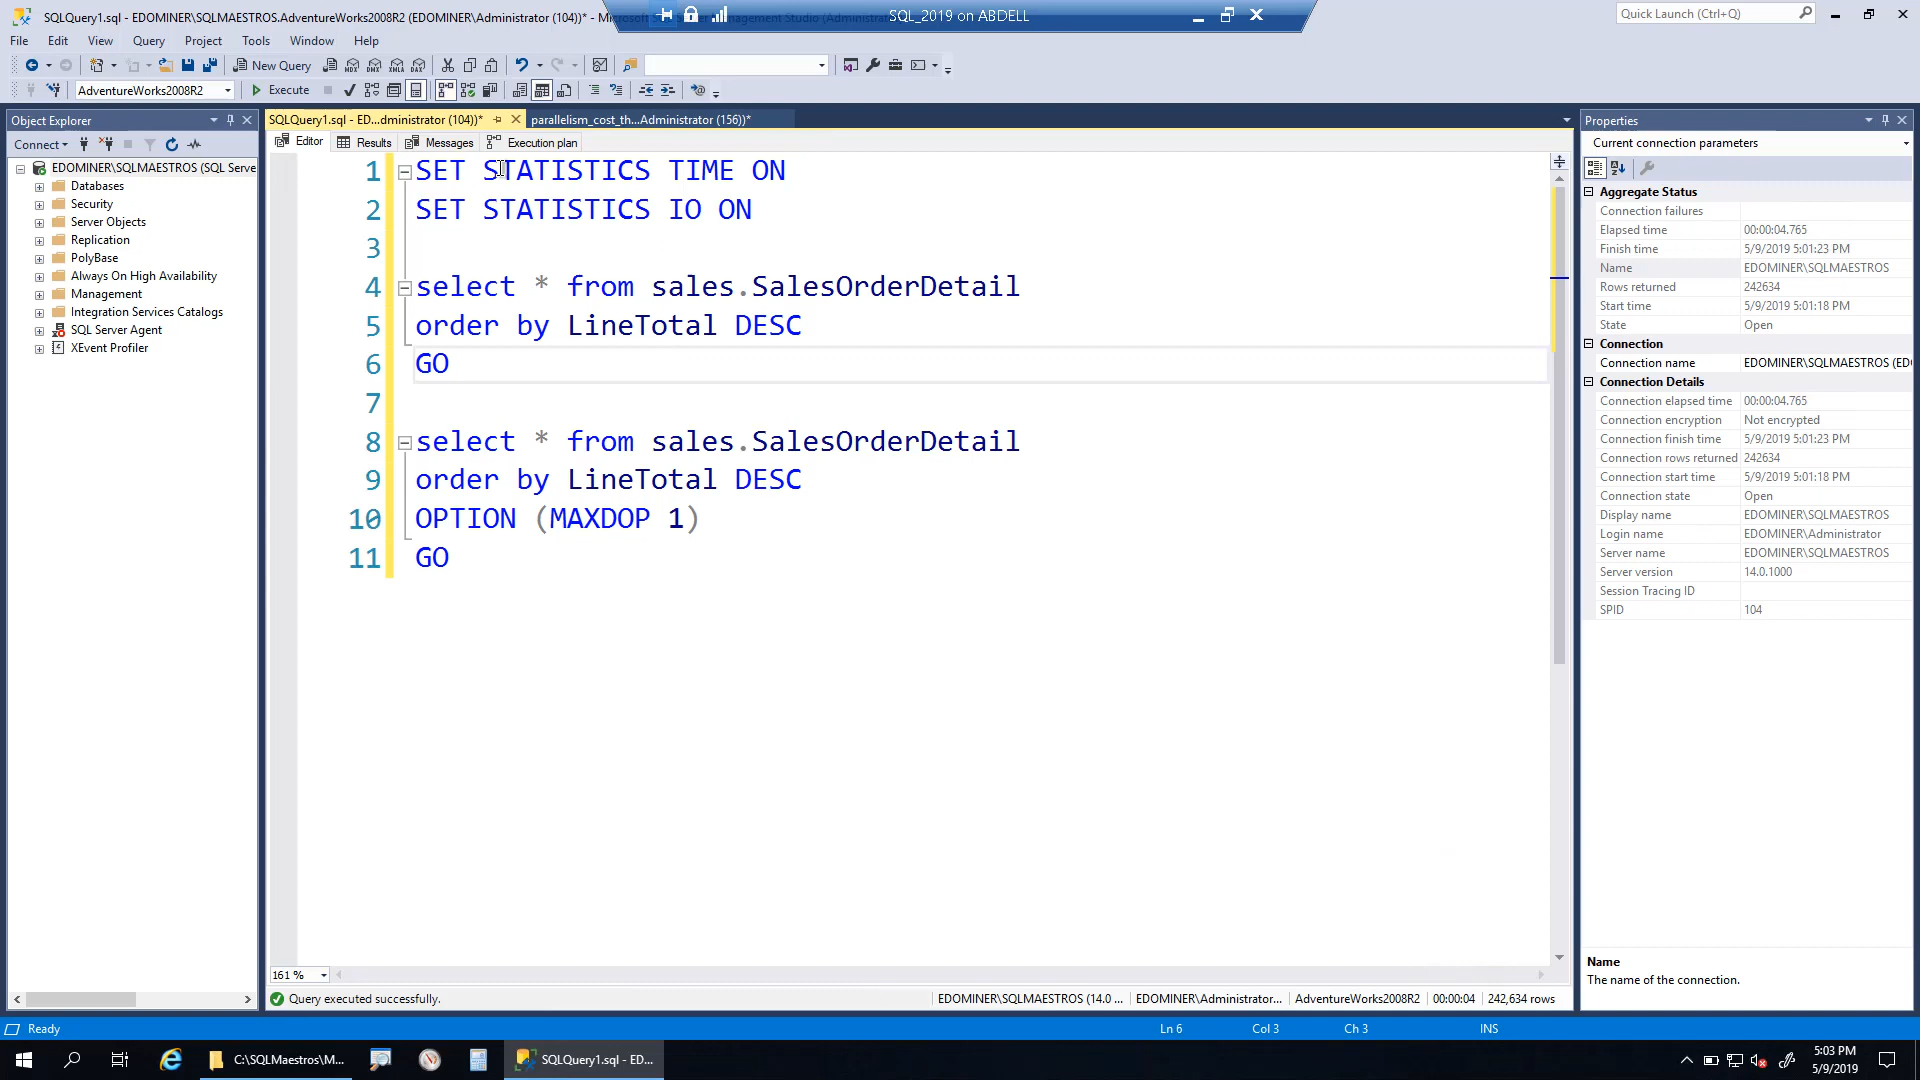 SQLQuery1.sql - EDOMINER\SQLMAESTROS.AdventureWorks2008R2 (EDOMINER\Administrator (104))* - M
SQL_2019 on ABDELL
Quick Launch (Ctrl+Q)
File Edit View Query Project Tools Window Help
New Query
AdventureWorks2008R2
Execute
Object Explorer
SQLQuery1.sql - ED...dministrator (104))*
parallelism_cost_th...Administrator (156))*
Properties
Connect
Editor
Results
Messages
Execution plan
Current connection parameters
EDOMINER\SQLMAESTROS (SQL Serve
Databases
Security
Server Objects
Replication
PolyBase
Always On High Availability
Management
Integration Services Catalogs
SQL Server Agent
XEvent Profiler
1 SET STATISTICS TIME ON
2 SET STATISTICS IO ON
3
4 select * from sales.SalesOrderDetail
5 order by LineTotal DESC
6 GO
7
8 select * from sales.SalesOrderDetail
9 order by LineTotal DESC
10 OPTION (MAXDOP 1)
11 GO
Aggregate Status
Connection failures
Elapsed time 00:00:04.765
Finish time 5/9/2019 5:01:23 PM
Name EDOMINER\SQLMAESTROS
Rows returned 242634
Start time 5/9/2019 5:01:18 PM
State Open
Connection
Connection name EDOMINER\SQLMAESTROS (EDO
Connection Details
Connection elapsed time 00:00:04.765
Connection encryption Not encrypted
Connection finish time 5/9/2019 5:01:23 PM
Connection rows returned 242634
Connection start time 5/9/2019 5:01:18 PM
Connection state Open
Display name EDOMINER\SQLMAESTROS
Login name EDOMINER\Administrator
Server name EDOMINER\SQLMAESTROS
Server version 14.0.1000
Session Tracing ID
SPID 104
Name
The name of the connection.
161 %
Query executed successfully.
EDOMINER\SQLMAESTROS (14.0 ...
EDOMINER\Administrator...
AdventureWorks2008R2
00:00:04
242,634 rows
Ready
Ln 6
Col 3
Ch 3
INS
C:\SQLMaestros\M...
SQLQuery1.sql - ED...
5:03 PM
5/9/2019